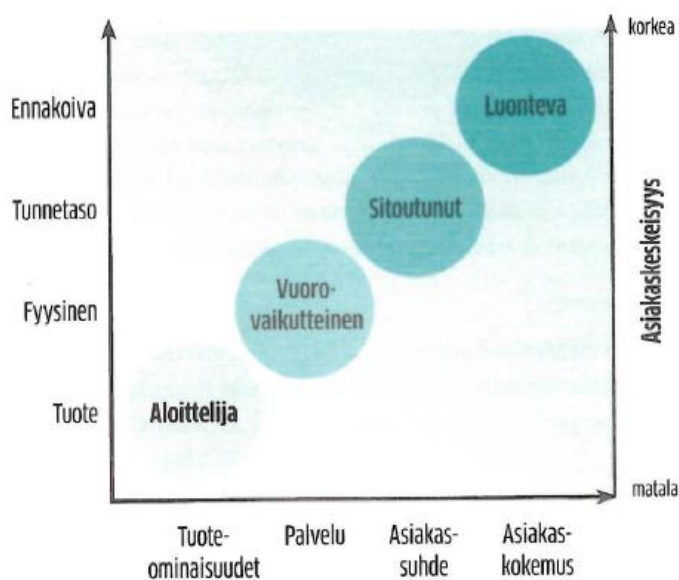 korkea
Ennakoiva
Luonteva
Tunnetaso
Sitoutunut
Asiakaskeskeisyys
Fyysinen
Vuoro-
vaikutteinen
Tuote
Aloittelija
matala
Tuote-
ominaisuudet
Palvelu
Asiakas-
suhde
Asiakas-
kokemus